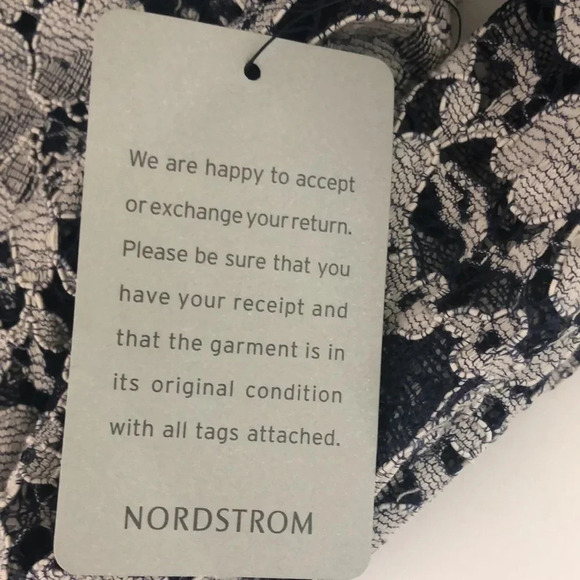 We are happy to accept
or exchange your return.
Please be sure that you
have your receipt and
that the garment is in
its original condition
with all tags attached.
NORDSTROM